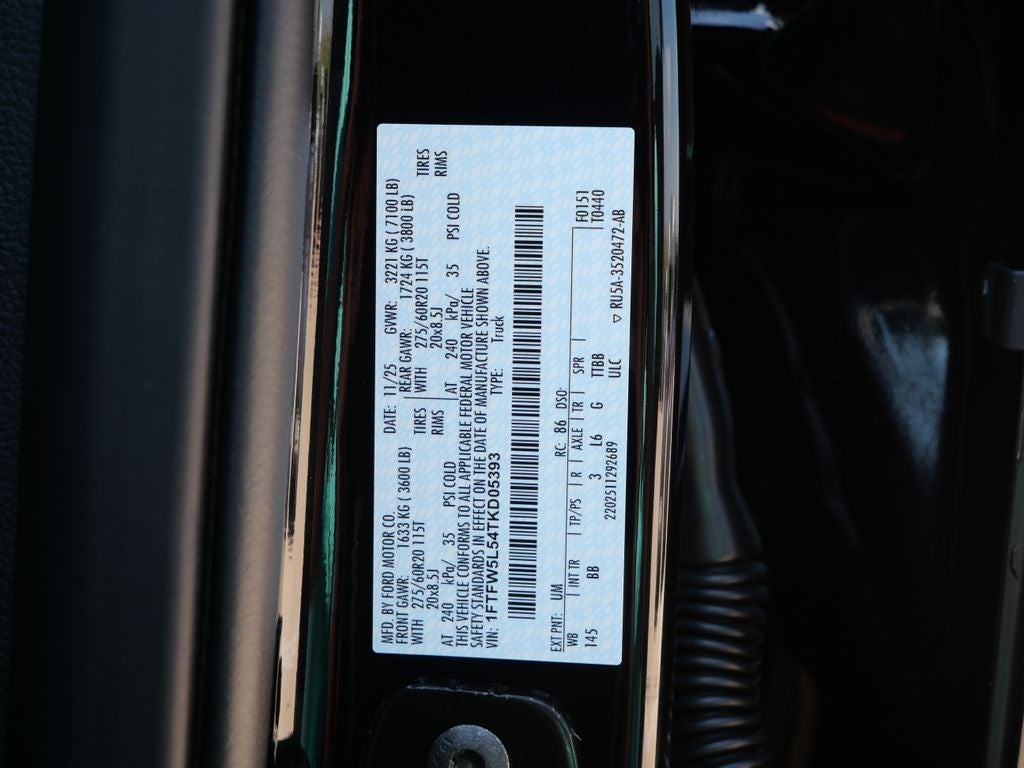 MFD. BY FORD MOTOR CO. DATE: 11/25 GVWR: 3221 KG ( 7100 LB)
FRONT GAWR: 1633 KG ( 3600 LB) REAR GAWR: 1724 KG ( 3800 LB)
WITH 275/60R20 115T TIRES WITH 275/60R20 115T TIRES
20x8.5J RIMS 20x8.5J RIMS
AT 240 kPa/ 35 PSI COLD AT 240 kPa/ 35 PSI COLD
THIS VEHICLE CONFORMS TO ALL APPLICABLE FEDERAL MOTOR VEHICLE
SAFETY STANDARDS IN EFFECT ON THE DATE OF MANUFACTURE SHOWN ABOVE.
VIN: 1FTFW5L54TKD05393 TYPE: Truck
EXT PNT: UM RC: 86 DSO:
WB INT TR TP/PS R AXLE TR SPR F0151
145 BB 3 L6 G TTBB T0440
2202511292689 ULC ▽ RU5A-3520472-AB